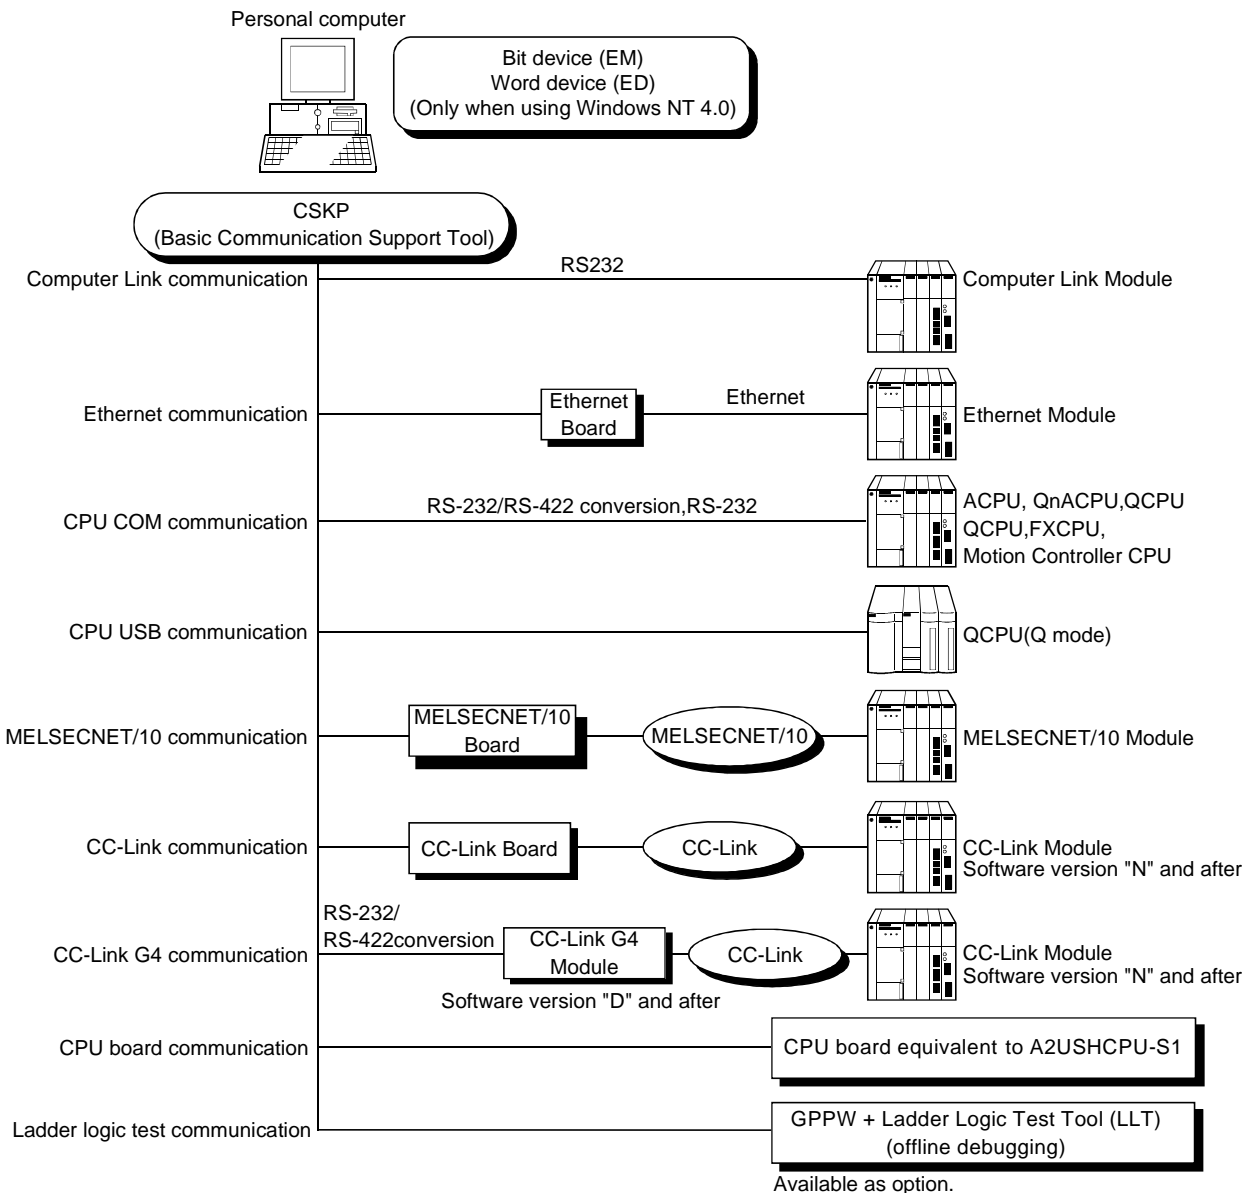 Personal computer
Bit device (EM)
Word device (ED)
(Only when using Windows NT 4.0)
CSKP
(Basic Communication Support Tool)
Computer Link communication
RS232
Computer Link Module
Ethernet communication
Ethernet
Board
Ethernet
Ethernet Module
CPU COM communication
RS-232/RS-422 conversion,RS-232
ACPU, QnACPU,QCPU
QCPU,FXCPU,
Motion Controller CPU
CPU USB communication
QCPU(Q mode)
MELSECNET/10 communication
MELSECNET/10
Board
MELSECNET/10
MELSECNET/10 Module
CC-Link communication
CC-Link Board
CC-Link
CC-Link Module
Software version "N" and after
CC-Link G4 communication
RS-232/
RS-422conversion
CC-Link G4
Module
Software version "D" and after
CC-Link
CC-Link Module
Software version "N" and after
CPU board communication
CPU board equivalent to A2USHCPU-S1
Ladder logic test communication
GPPW + Ladder Logic Test Tool (LLT)
(offline debugging)
Available as option.